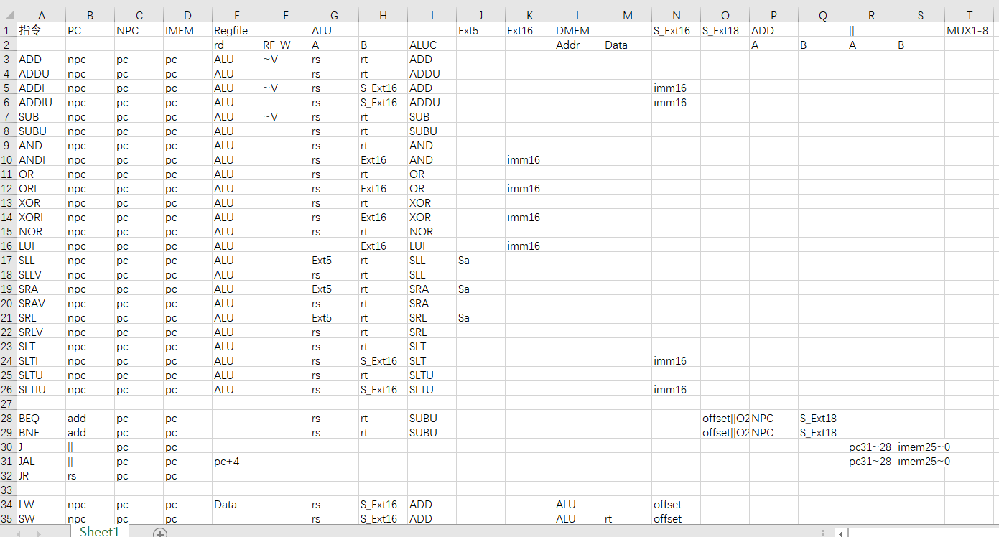 A B C D E F G H I J K L M N O P Q R S T
1 指令 PC NPC IMEM Regfile ALU Ext5 Ext16 DMEM S_Ext16 S_Ext18 ADD || MUX1-8
2 rd RF_W A B ALUC Addr Data A B A B
3 ADD npc pc pc ALU ~V rs rt ADD
4 ADDU npc pc pc ALU rs rt ADDU
5 ADDI npc pc pc ALU ~V rs S_Ext16 ADD imm16
6 ADDIU npc pc pc ALU rs S_Ext16 ADDU imm16
7 SUB npc pc pc ALU ~V rs rt SUB
8 SUBU npc pc pc ALU rs rt SUBU
9 AND npc pc pc ALU rs rt AND
10 ANDI npc pc pc ALU rs Ext16 AND imm16
11 OR npc pc pc ALU rs rt OR
12 ORI npc pc pc ALU rs Ext16 OR imm16
13 XOR npc pc pc ALU rs rt XOR
14 XORI npc pc pc ALU rs Ext16 XOR imm16
15 NOR npc pc pc ALU rs rt NOR
16 LUI npc pc pc ALU Ext16 LUI imm16
17 SLL npc pc pc ALU Ext5 rt SLL Sa
18 SLLV npc pc pc ALU rs rt SLL
19 SRA npc pc pc ALU Ext5 rt SRA Sa
20 SRAV npc pc pc ALU rs rt SRA
21 SRL npc pc pc ALU Ext5 rt SRL Sa
22 SRLV npc pc pc ALU rs rt SRL
23 SLT npc pc pc ALU rs rt SLT
24 SLTI npc pc pc ALU rs S_Ext16 SLT imm16
25 SLTU npc pc pc ALU rs rt SLTU
26 SLTIU npc pc pc ALU rs S_Ext16 SLTU imm16
27
28 BEQ add pc pc rs rt SUBU offset||O2 NPC S_Ext18
29 BNE add pc pc rs rt SUBU offset||O2 NPC S_Ext18
30 J || pc pc pc31~28 imem25~0
31 JAL || pc pc pc+4 pc31~28 imem25~0
32 JR rs pc pc
33
34 LW npc pc pc Data rs S_Ext16 ADD ALU offset
35 SW npc pc pc rs S_Ext16 ADD ALU rt offset
Sheet1